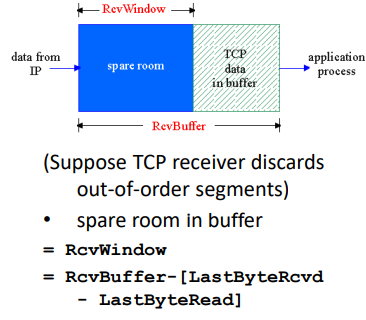 RcvWindow
data from
IP
spare room
TCP
data
in buffer
application
process
RcvBuffer
(Suppose TCP receiver discards
out-of-order segments)
• spare room in buffer
= RcvWindow
= RcvBuffer-[LastByteRcvd
- LastByteRead]